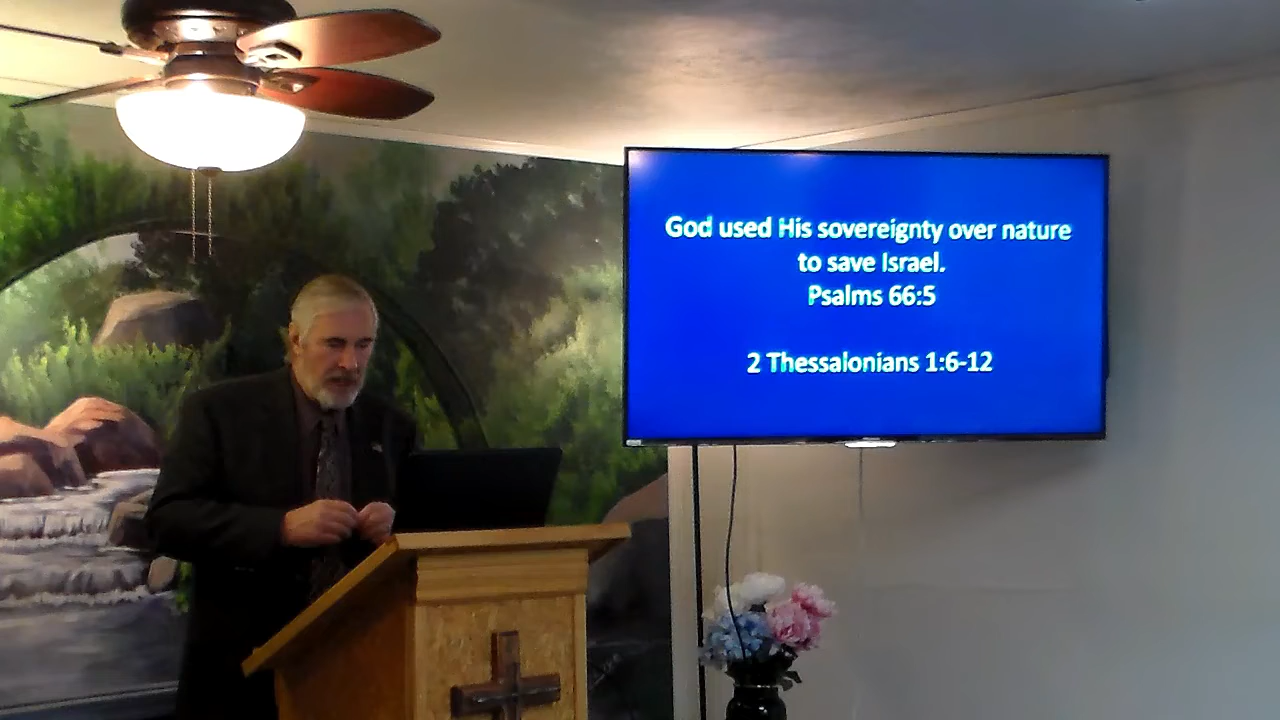 God used His sovereignty over nature
to save Israel.
Psalms 66:5
2 Thessalonians 1:6-12